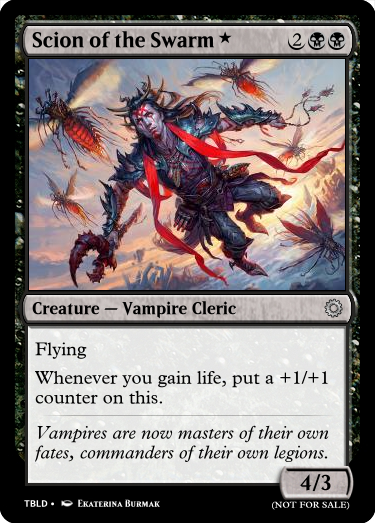 Scion of the Swarm ★ 2
Creature — Vampire Cleric
Flying
Whenever you gain life, put a +1/+1
counter on this.
Vampires are now masters of their own
fates, commanders of their own legions.
4/3
TBLD • Ekaterina Burmak (NOT FOR SALE)